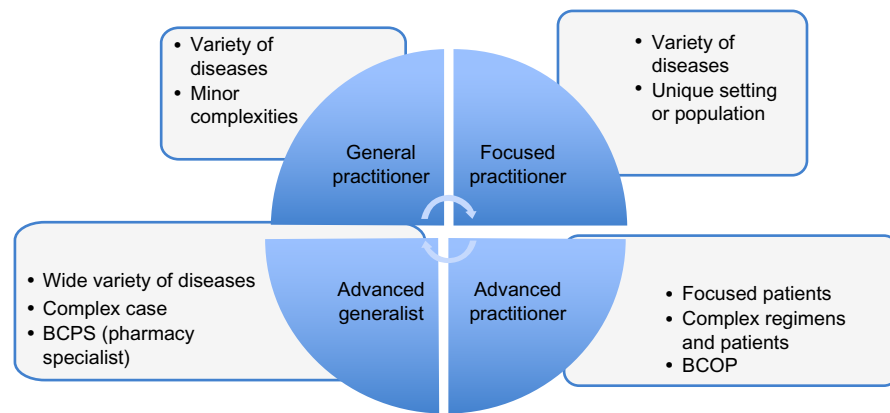 • Variety of
diseases
• Minor
complexities
• Variety of
diseases
• Unique setting
or population
General
practitioner
Focused
practitioner
• Wide variety of diseases
• Complex case
• BCPS (pharmacy
specialist)
Advanced
generalist
Advanced
practitioner
• Focused patients
• Complex regimens
and patients
• BCOP